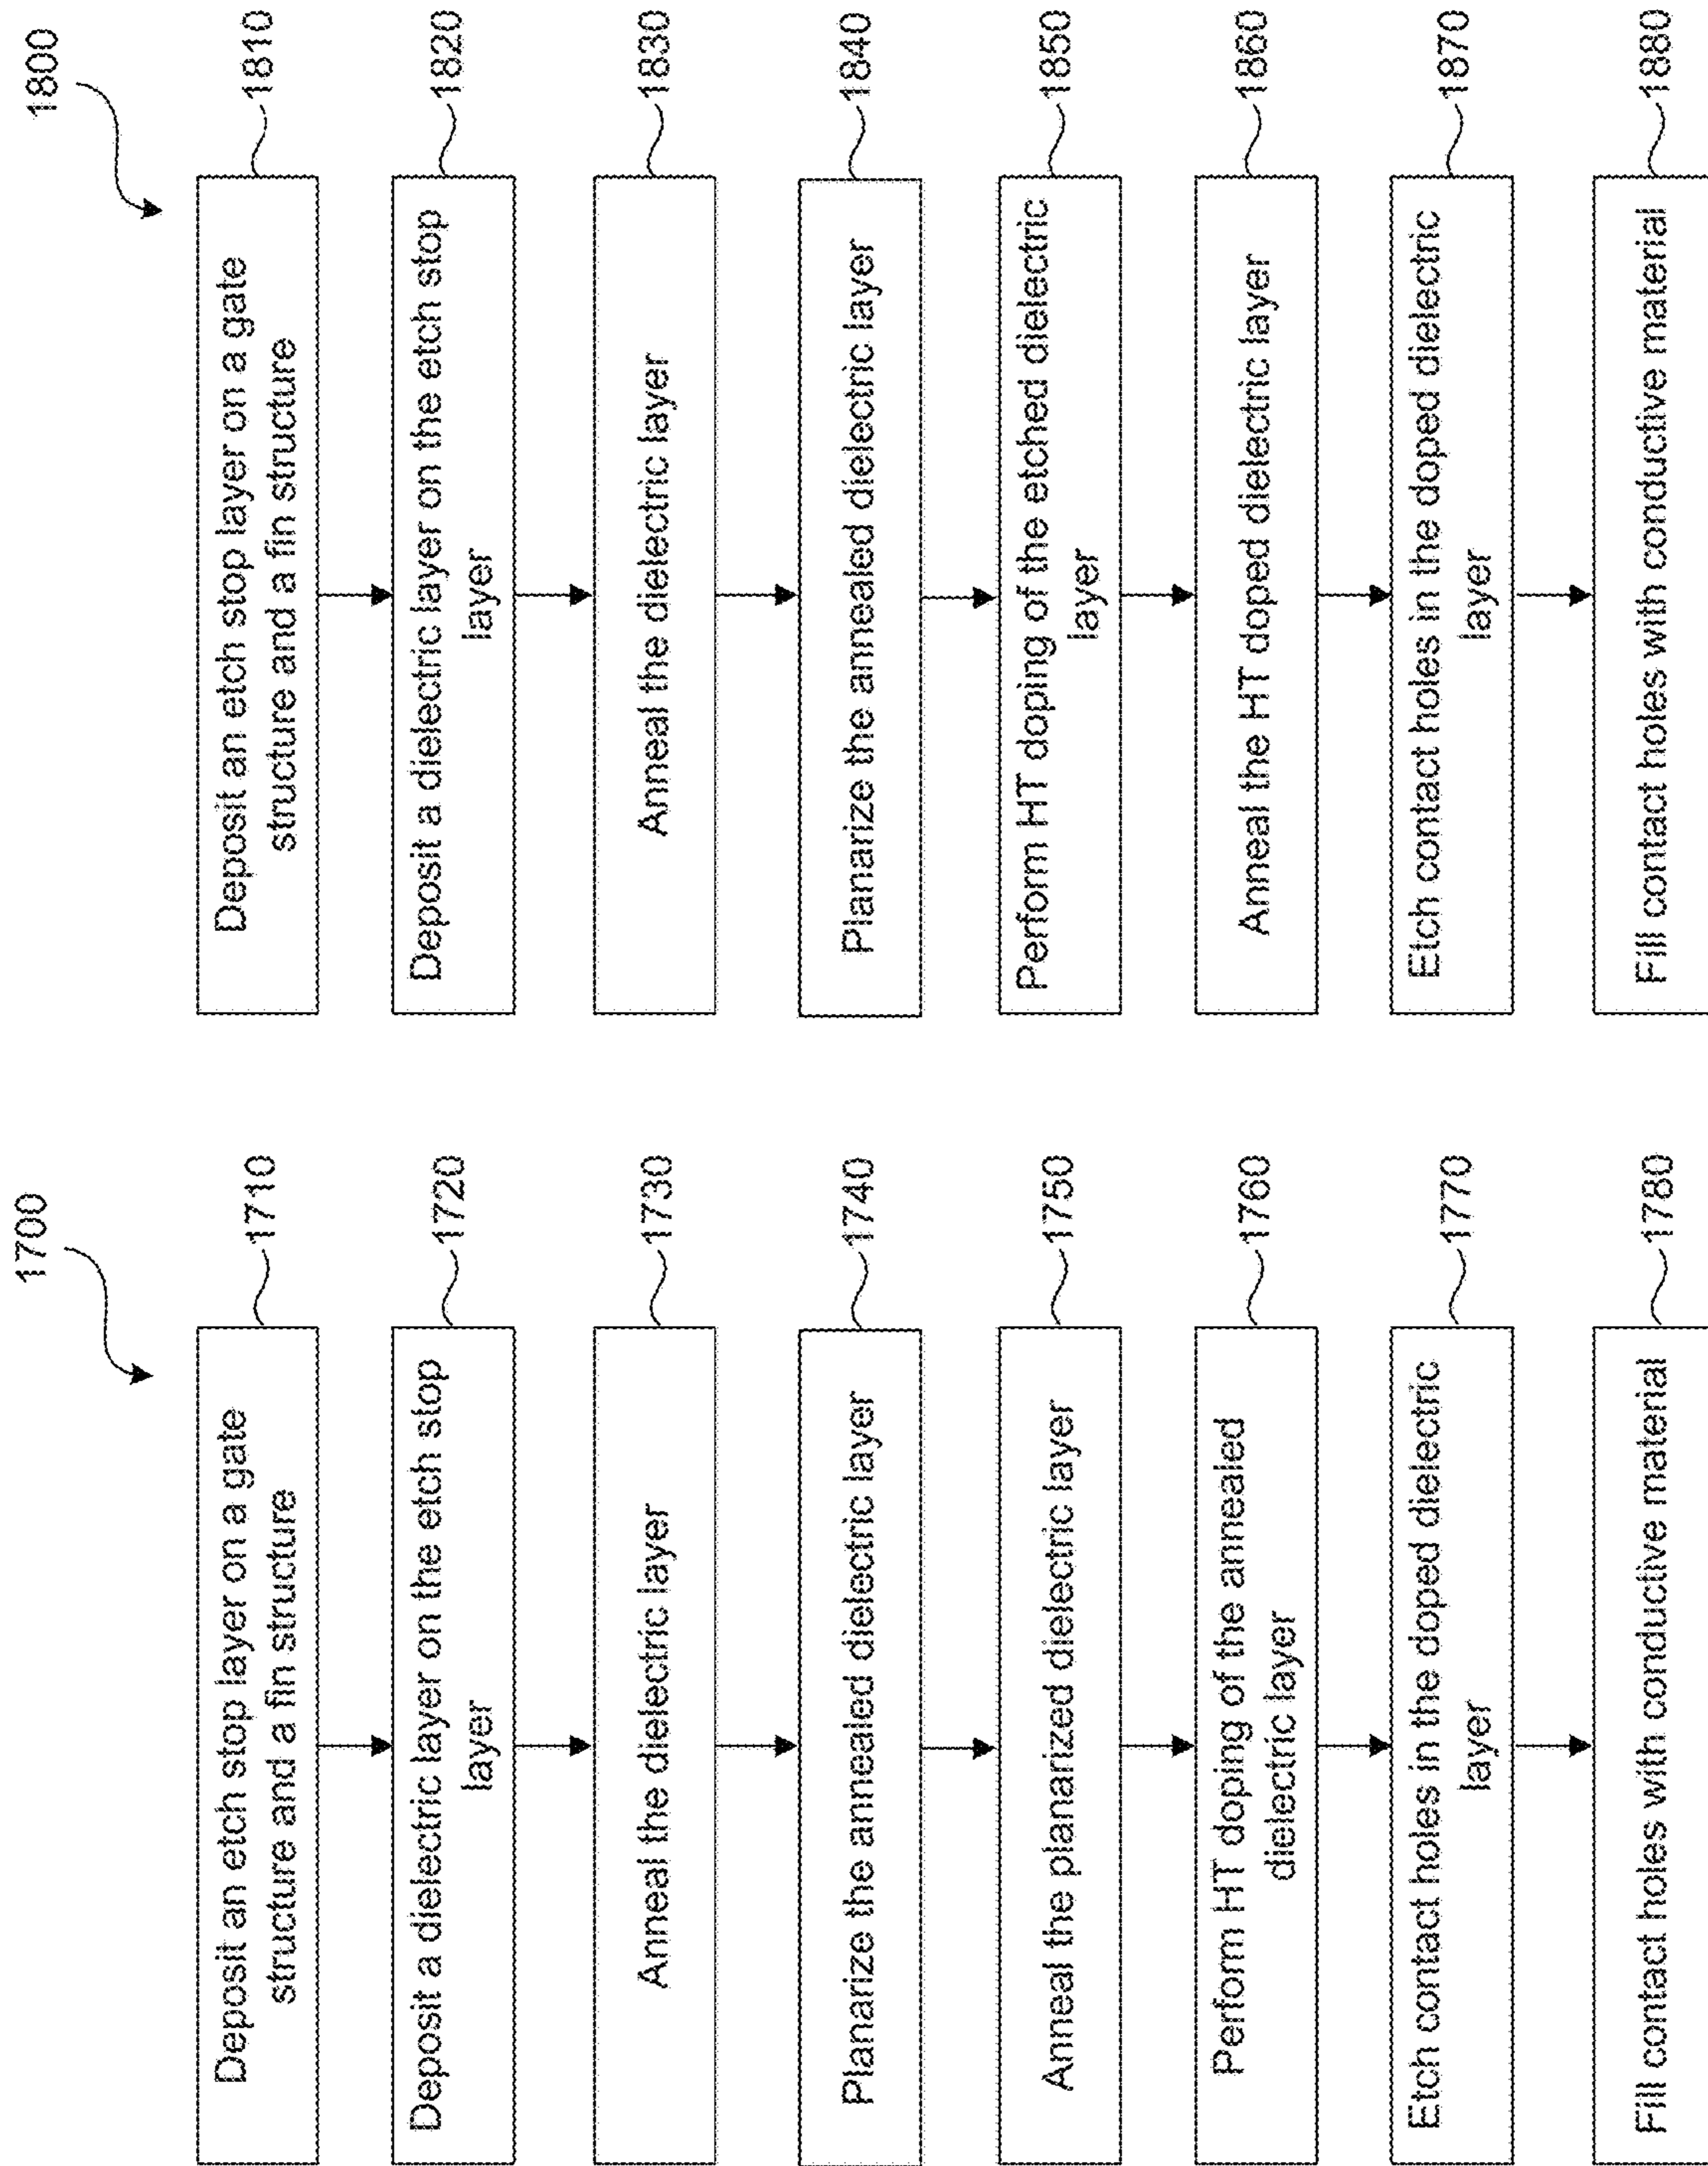 1700
Deposit an etch stop layer on a gate
structure and a fin structure
1710
Deposit a dielectric layer on the etch stop
layer
1720
Anneal the dielectric layer
1730
Planarize the annealed dielectric layer
1740
Anneal the planarized dielectric layer
1750
Perform HT doping of the annealed
dielectric layer
1760
Etch contact holes in the doped dielectric
layer
1770
Fill contact holes with conductive material
1780
1800
Deposit an etch stop layer on a gate
structure and a fin structure
1810
Deposit a dielectric layer on the etch stop
layer
1820
Anneal the dielectric layer
1830
Planarize the annealed dielectric layer
1840
Perform HT doping of the etched dielectric
layer
1850
Anneal the HT doped dielectric layer
1860
Etch contact holes in the doped dielectric
layer
1870
Fill contact holes with conductive material
1880